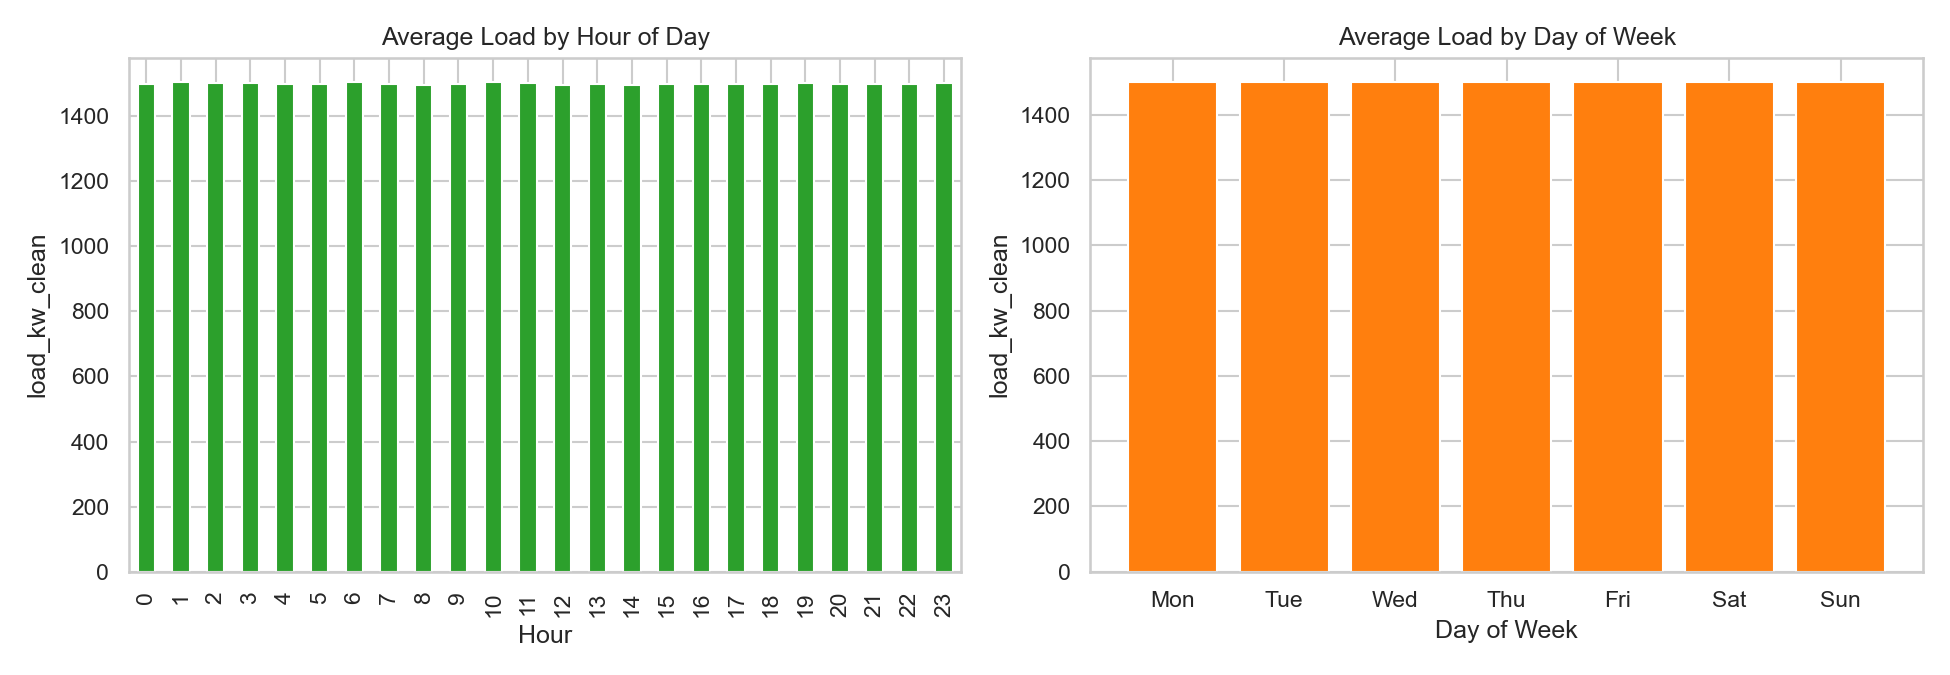 Average Load by Hour of Day
load_kw_clean
1400
1200
1000
800
600
400
200
0
0 1 2 3 4 5 6 7 8 9 10 11 12 13 14 15 16 17 18 19 20 21 22 23
Hour
Average Load by Day of Week
load_kw_clean
1400
1200
1000
800
600
400
200
0
Mon Tue Wed Thu Fri Sat Sun
Day of Week